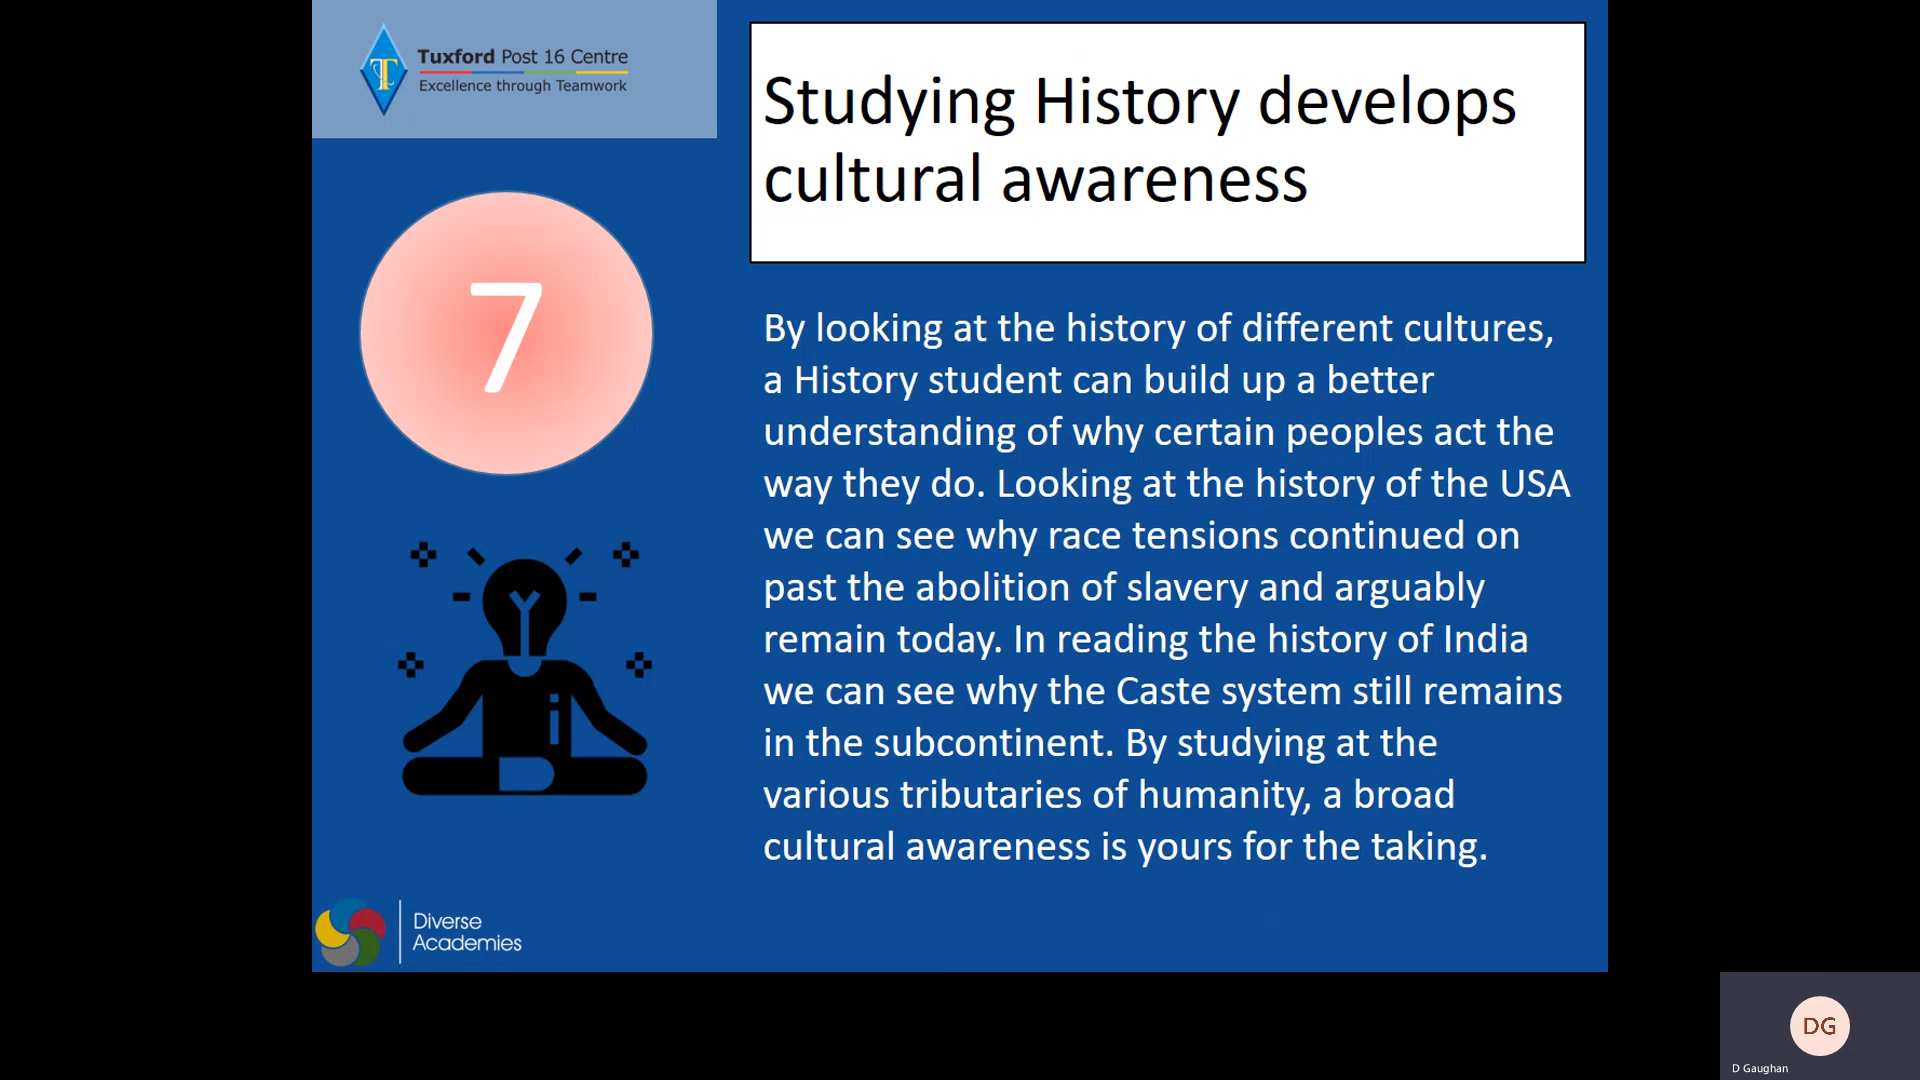 Tuxford Post 16 Centre
Excellence through Teamwork
Studying History develops
cultural awareness
7
By looking at the history of different cultures,
a History student can build up a better
understanding of why certain peoples act the
way they do. Looking at the history of the USA
we can see why race tensions continued on
past the abolition of slavery and arguably
remain today. In reading the history of India
we can see why the Caste system still remains
in the subcontinent. By studying at the
various tributaries of humanity, a broad
cultural awareness is yours for the taking.
Diverse
Academies
DG
D Gaughan